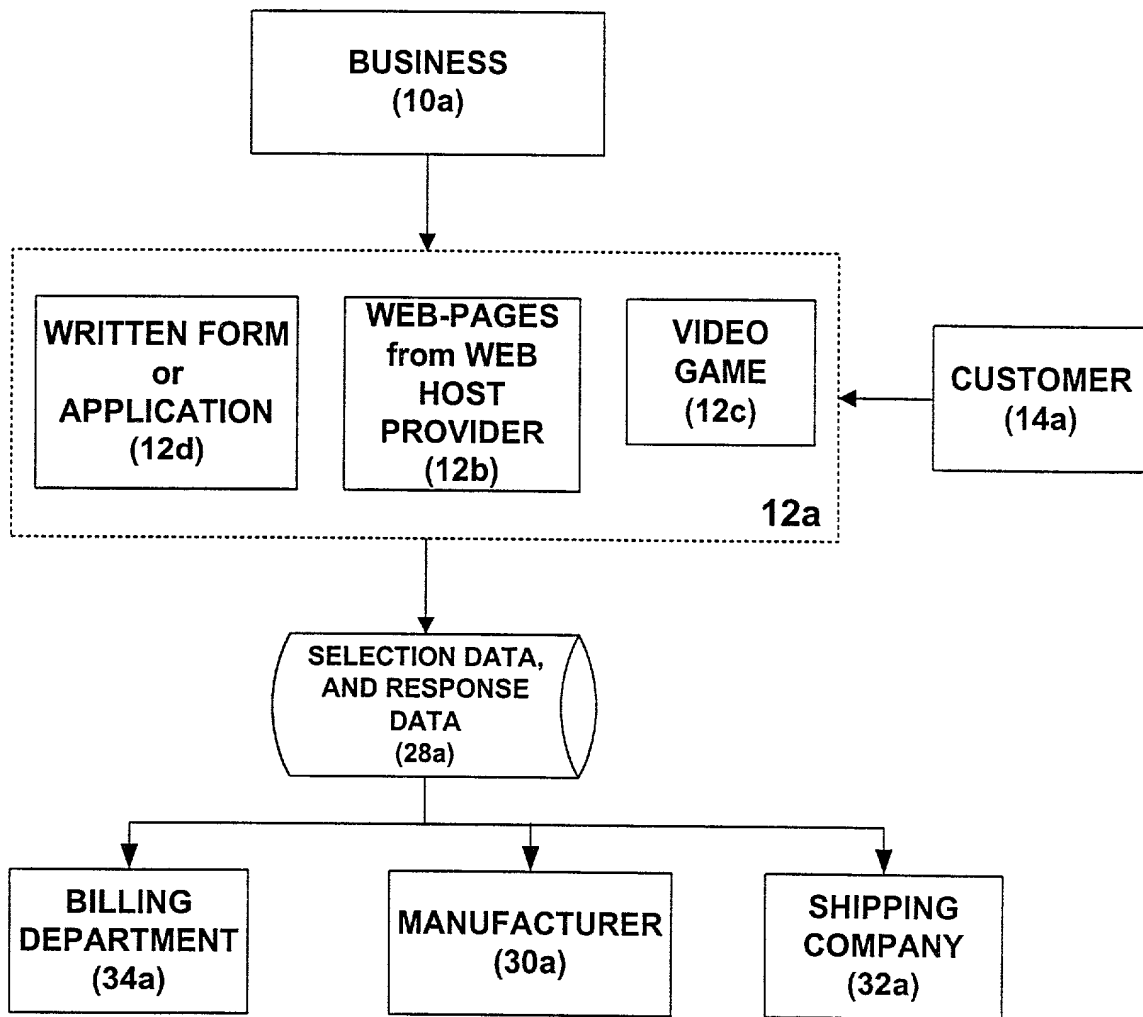 BUSINESS
(10a)
WRITTEN FORM
or
APPLICATION
(12d)
WEB-PAGES
from WEB
HOST
PROVIDER
(12b)
VIDEO
GAME
(12c)
CUSTOMER
(14a)
12a
SELECTION DATA,
AND RESPONSE
DATA
(28a)
BILLING
DEPARTMENT
(34a)
MANUFACTURER
(30a)
SHIPPING
COMPANY
(32a)